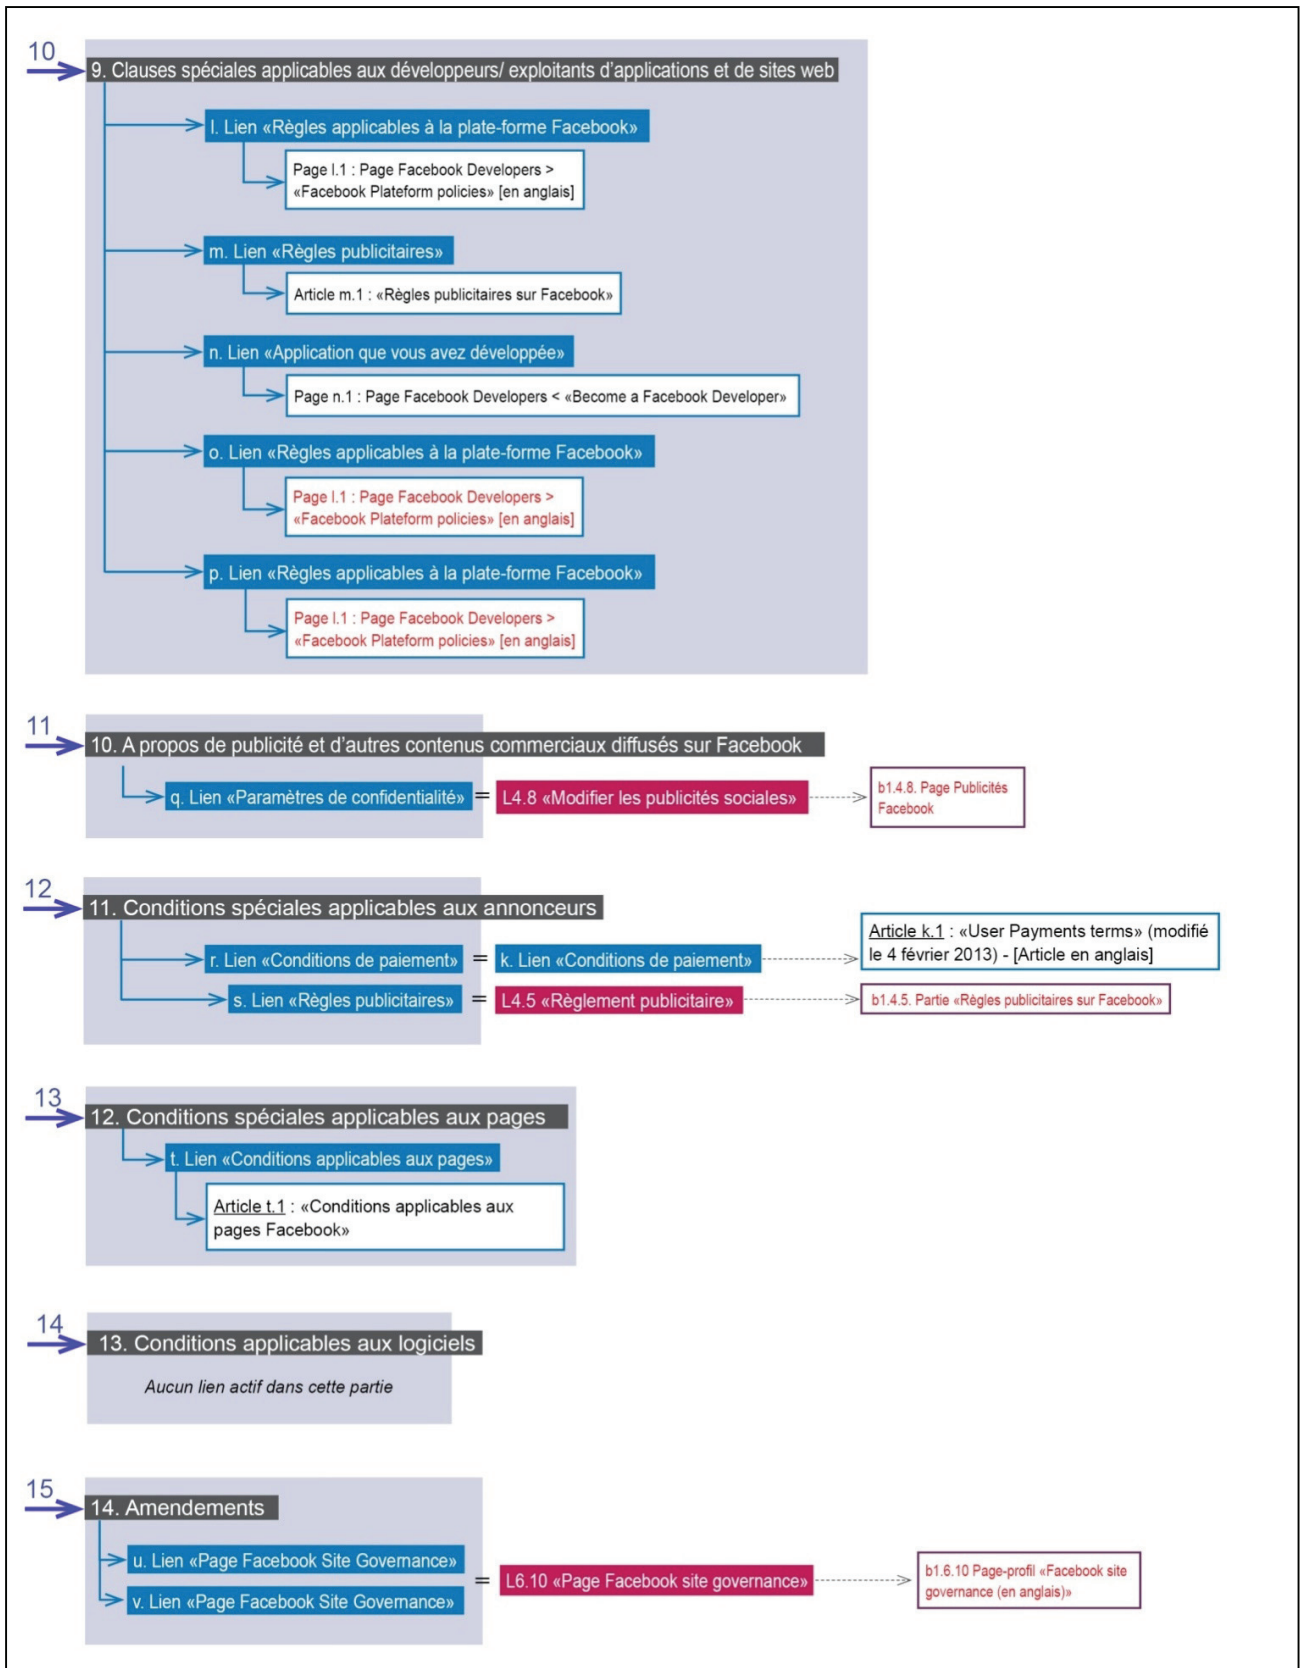 10
9. Clauses spéciales applicables aux développeurs/ exploitants d'applications et de sites web
l. Lien «Règles applicables à la plate-forme Facebook»
Page l.1 : Page Facebook Developers >
«Facebook Plateform policies» [en anglais]
m. Lien «Règles publicitaires»
Article m.1 : «Règles publicitaires sur Facebook»
n. Lien «Application que vous avez développée»
Page n.1 : Page Facebook Developers < «Become a Facebook Developer»
o. Lien «Règles applicables à la plate-forme Facebook»
Page l.1 : Page Facebook Developers >
«Facebook Plateform policies» [en anglais]
p. Lien «Règles applicables à la plate-forme Facebook»
Page l.1 : Page Facebook Developers >
«Facebook Plateform policies» [en anglais]
11
10. A propos de publicité et d'autres contenus commerciaux diffusés sur Facebook
q. Lien «Paramètres de confidentialité» = L4.8 «Modifier les publicités sociales»
b1.4.8. Page Publicités
Facebook
12
11. Conditions spéciales applicables aux annonceurs
r. Lien «Conditions de paiement» = k. Lien «Conditions de paiement»
Article k.1 : «User Payments terms» (modifié
le 4 février 2013) - [Article en anglais]
s. Lien «Règles publicitaires» = L4.5 «Règlement publicitaire»
b1.4.5. Partie «Règles publicitaires sur Facebook»
13
12. Conditions spéciales applicables aux pages
t. Lien «Conditions applicables aux pages»
Article t.1 : «Conditions applicables aux
pages Facebook»
14
13. Conditions applicables aux logiciels
Aucun lien actif dans cette partie
15
14. Amendements
u. Lien «Page Facebook Site Governance»
v. Lien «Page Facebook Site Governance»
= L6.10 «Page Facebook site governance»
b1.6.10 Page-profil «Facebook site
governance (en anglais)»